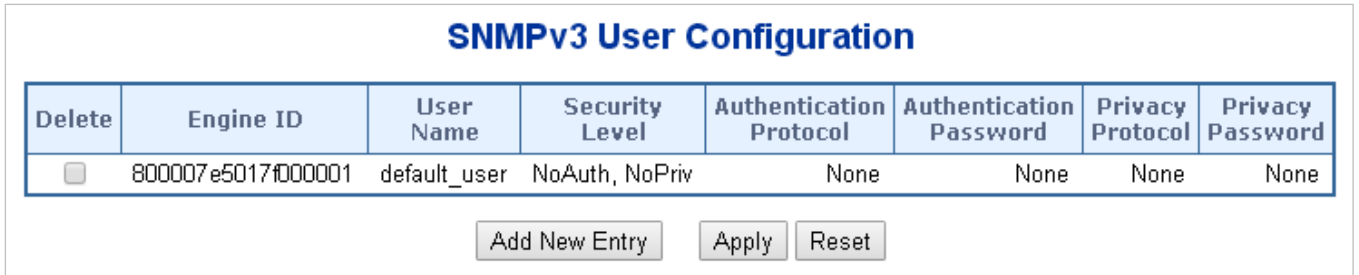 SNMPv3 User Configuration
Delete Engine ID User Name Security Level Authentication Protocol Authentication Password Privacy Protocol Privacy Password
800007e5017f000001 default_user NoAuth, NoPriv None None None None
Add New Entry Apply Reset